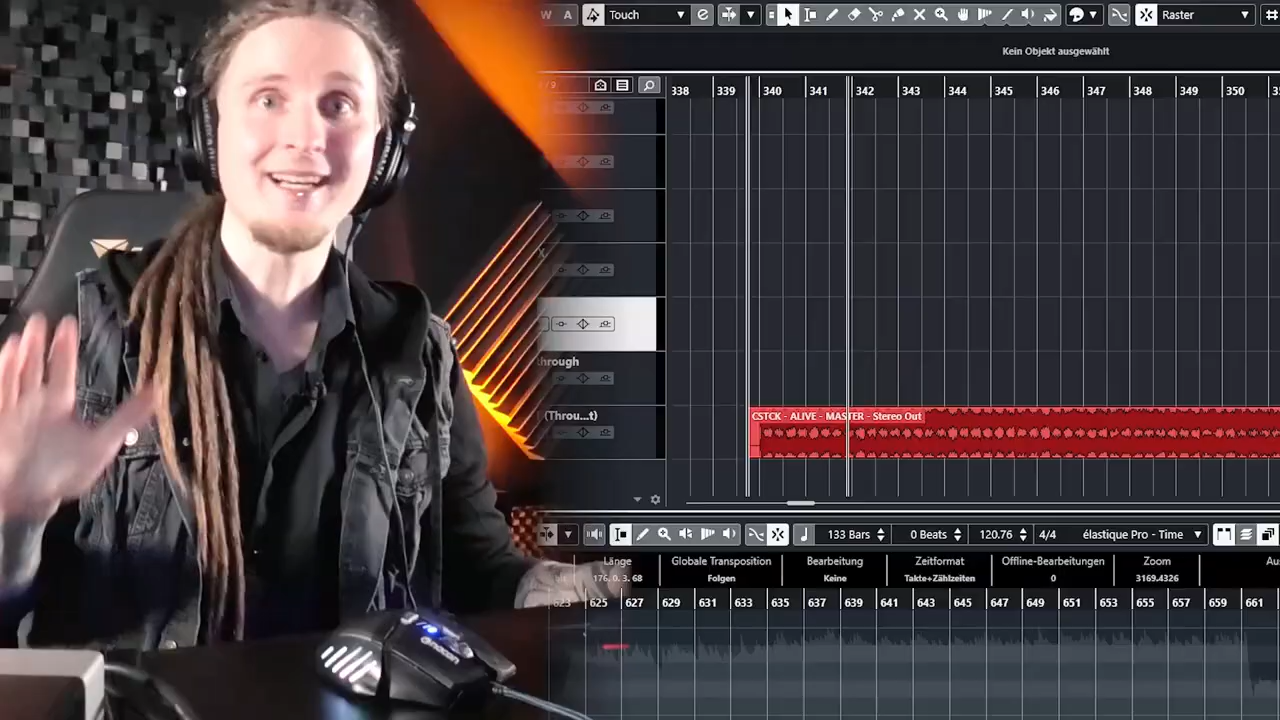 W A Touch Raster
Kein Objekt ausgewählt
338 339 340 341 342 343 344 345 346 347 348 349 350
hrough
(Throu...t)
CSTCK - ALIVE - MASTER - Stereo Out
133 Bars 0 Beats 120.76 4/4 élastique Pro - Time
Länge Globale Transposition Bearbeitung Zeitformat Offline-Bearbeitungen Zoom
176. 0. 3. 68 Folgen Keine Takte+Zählzeiten 0 3169.4326
623 625 627 629 631 633 635 637 639 641 643 645 647 649 651 653 655 657 659 661